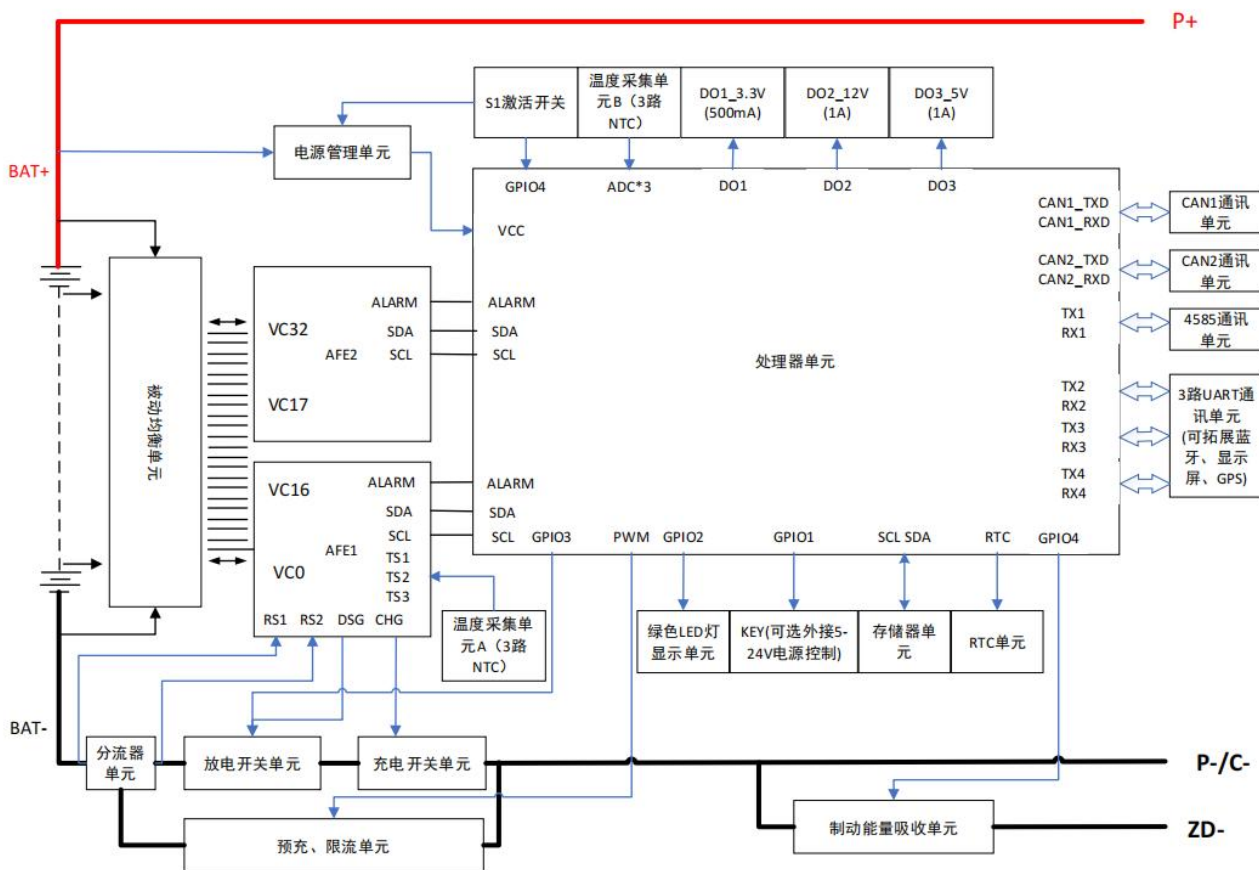 P+
S1激活开关
温度采集单
元B（3路
NTC）
DO1_3.3V
(500mA)
DO2_12V
(1A)
DO3_5V
(1A)
电源管理单元
BAT+
GPIO4
ADC*3
DO1
DO2
DO3
VCC
CAN1_TXD
CAN1_RXD
CAN1通讯
单元
CAN2_TXD
CAN2_RXD
CAN2通讯
单元
TX1
RX1
4585通讯
单元
被动均衡单元
VC32
AFE2
VC17
ALARM
SDA
SCL
ALARM
SDA
SCL
处理器单元
TX2
RX2
TX3
RX3
TX4
RX4
3路UART通
讯单元
(可拓展蓝
牙、显示
屏、GPS)
VC16
AFE1
VC0
ALARM
SDA
SCL
TS1
TS2
TS3
RS1
RS2
DSG
CHG
ALARM
SDA
SCL
GPIO3
PWM
GPIO2
GPIO1
SCL SDA
RTC
GPIO4
温度采集单
元A（3路
NTC）
绿色LED灯
显示单元
KEY(可选外接5-
24V电源控制)
存储器单
元
RTC单元
BAT-
分流器
单元
放电开关单元
充电开关单元
P-/C-
预充、限流单元
制动能量吸收单元
ZD-